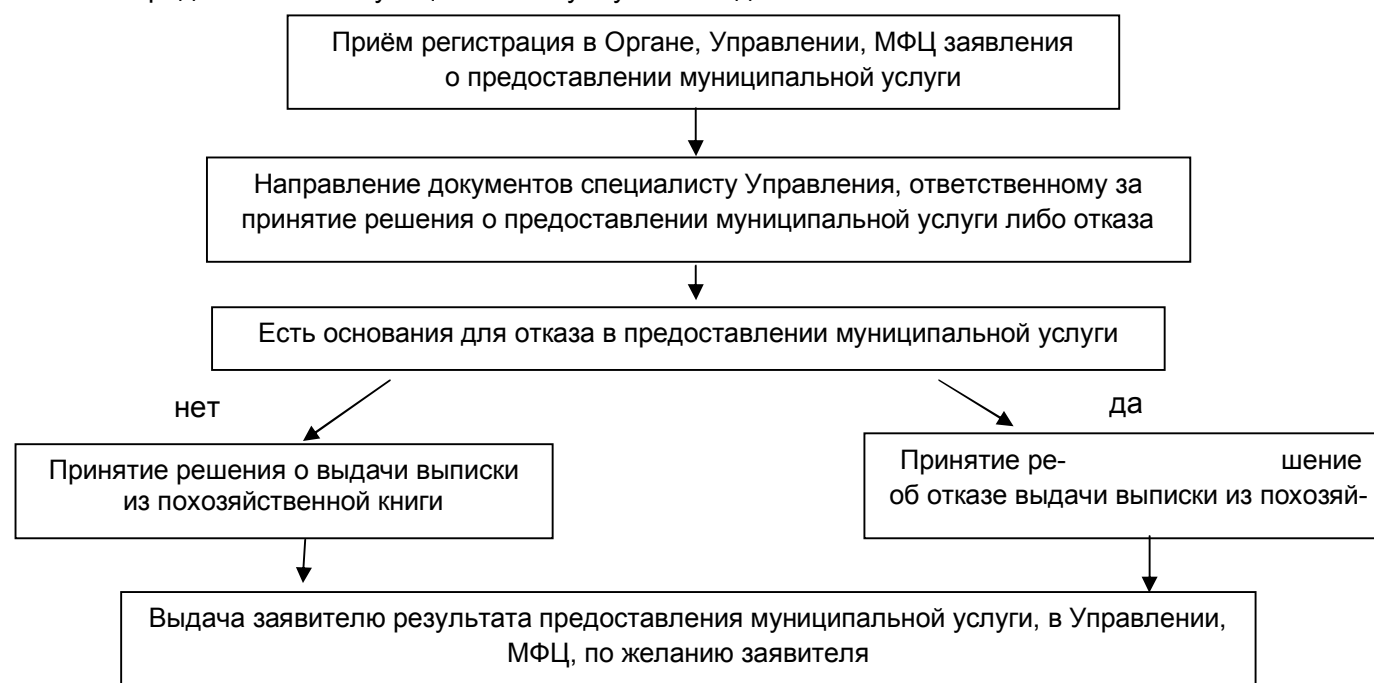 Приём регистрация в Органе, Управлении, МФЦ заявления
о предоставлении муниципальной услуги
Направление документов специалисту Управления, ответственному за
принятие решения о предоставлении муниципальной услуги либо отказа
Есть основания для отказа в предоставлении муниципальной услуги
нет
да
Принятие решения о выдачи выписки
из похозяйственной книги
Принятие ре- шение
об отказе выдачи выписки из похозяй-
Выдача заявителю результата предоставления муниципальной услуги, в Управлении,
МФЦ, по желанию заявителя